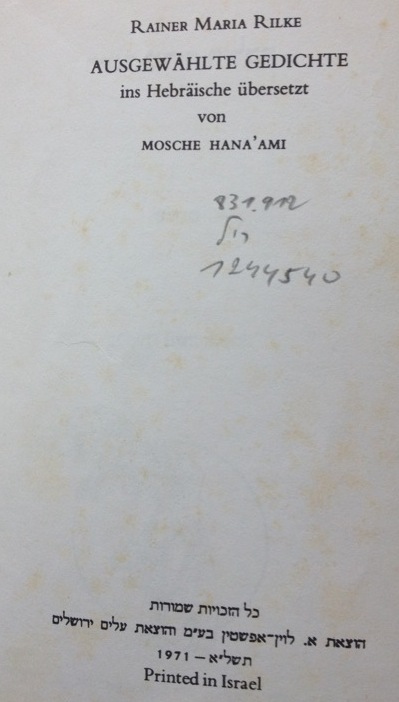 RAINER MARIA RILKE
AUSGEWÄHLTE GEDICHTE
ins Hebräische übersetzt
von
MOSCHE HANA'AMI
831.912
ריל
1244540
כל הזכויות שמורות
הוצאת א. לוין־אפשטין בע״מ והוצאת עלים ירושלים
תשל״א – 1971
Printed in Israel